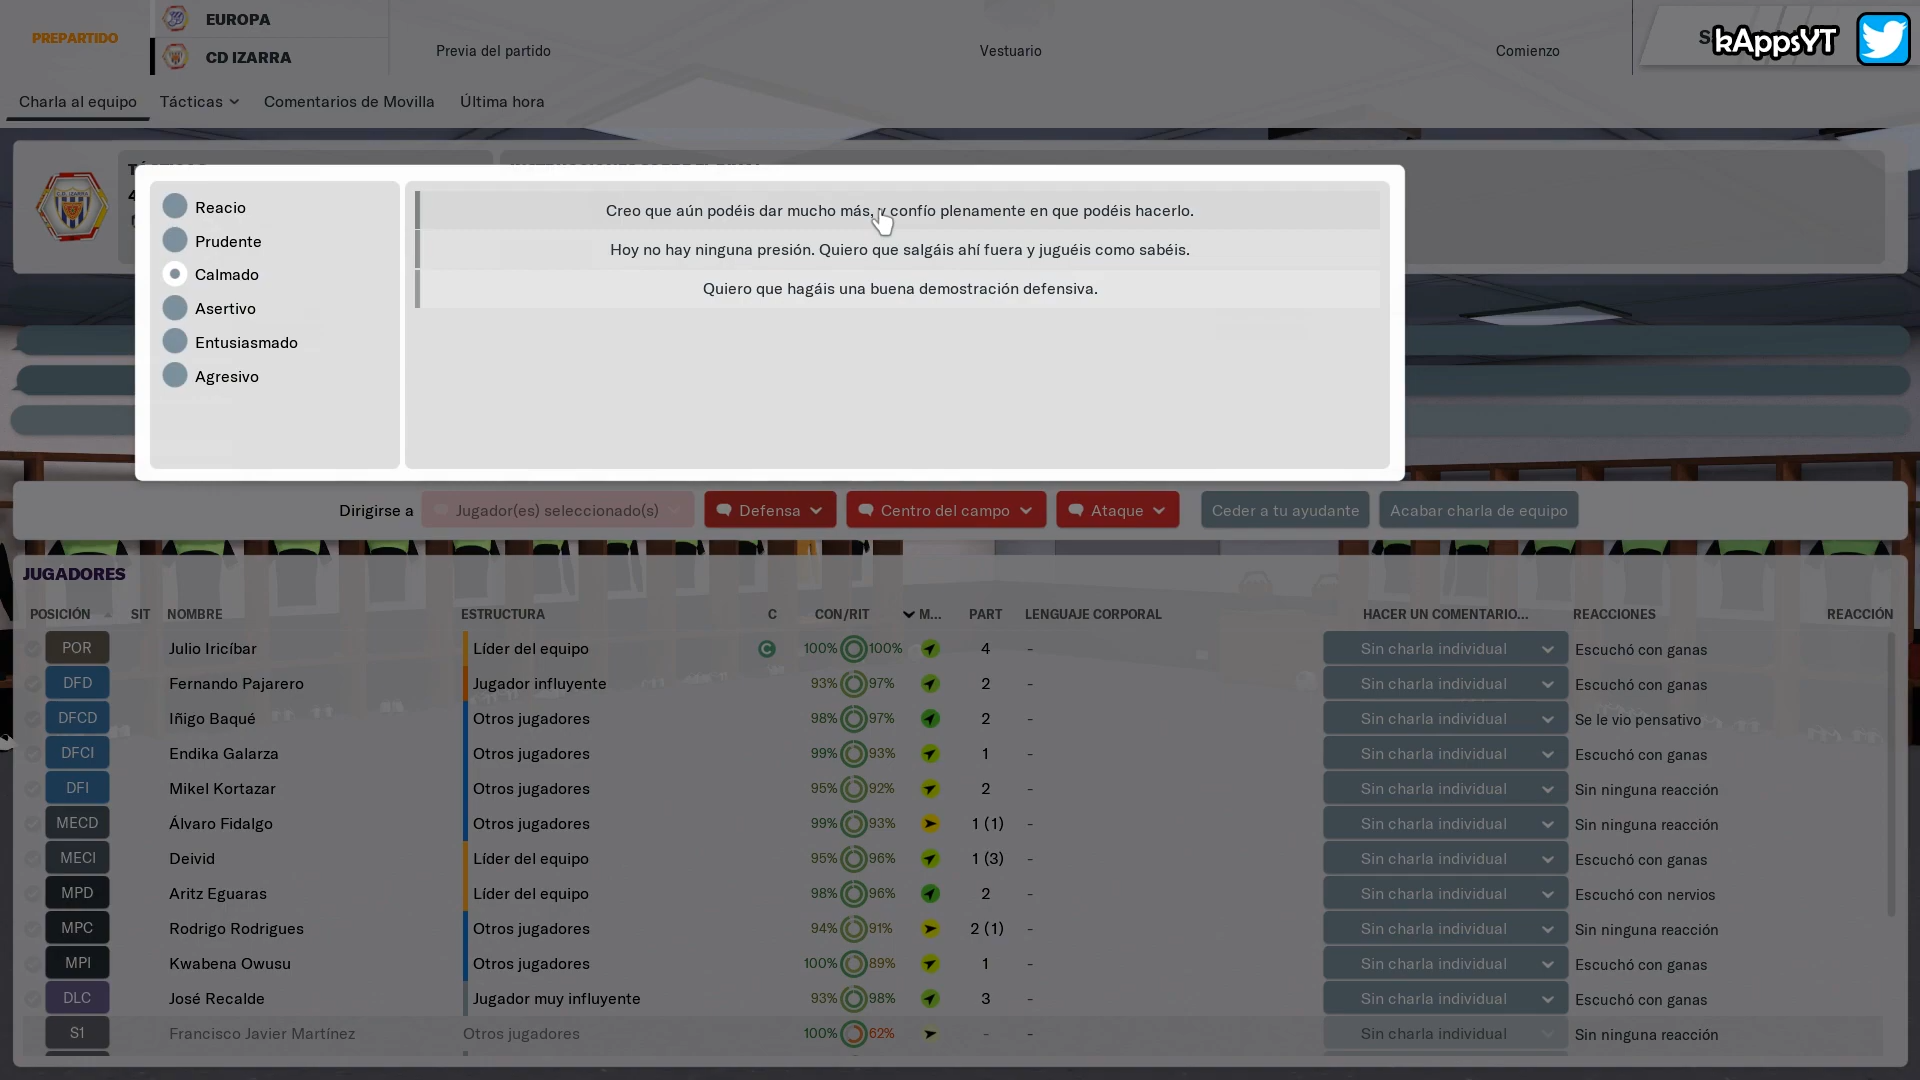 PREPARTIDO
EUROPA
CD IZARRA
Previa del partido
Vestuario
Comienzo
kAppsYT
Charla al equipo
Tácticas
Comentarios de Movilla
Última hora
Reacio
Prudente
Calmado
Asertivo
Entusiasmado
Agresivo
Creo que aún podéis dar mucho más, y confío plenamente en que podéis hacerlo.
Hoy no hay ninguna presión. Quiero que salgáis ahí fuera y juguéis como sabéis.
Quiero que hagáis una buena demostración defensiva.
Dirigirse a
Jugador(es) seleccionado(s)
Defensa
Centro del campo
Ataque
Ceder a tu ayudante
Acabar charla de equipo
JUGADORES
POSICIÓN SIT NOMBRE ESTRUCTURA C CON/RIT M... PART LENGUAJE CORPORAL HACER UN COMENTARIO... REACCIONES REACCIÓN
POR Julio Iricíbar Líder del equipo C 100% 100% 4 - Sin charla individual Escuchó con ganas
DFD Fernando Pajarero Jugador influyente 93% 97% 2 - Sin charla individual Escuchó con ganas
DFCD Iñigo Baqué Otros jugadores 98% 97% 2 - Sin charla individual Se le vio pensativo
DFCI Endika Galarza Otros jugadores 99% 93% 1 - Sin charla individual Escuchó con ganas
DFI Mikel Kortazar Otros jugadores 95% 92% 2 - Sin charla individual Sin ninguna reacción
MECD Álvaro Fidalgo Otros jugadores 99% 93% 1 (1) - Sin charla individual Sin ninguna reacción
MECI Deivid Líder del equipo 95% 96% 1 (3) - Sin charla individual Escuchó con ganas
MPD Aritz Eguaras Líder del equipo 98% 96% 2 - Sin charla individual Escuchó con nervios
MPC Rodrigo Rodrigues Otros jugadores 94% 91% 2 (1) - Sin charla individual Sin ninguna reacción
MPI Kwabena Owusu Otros jugadores 100% 89% 1 - Sin charla individual Escuchó con ganas
DLC José Recalde Jugador muy influyente 93% 98% 3 - Sin charla individual Escuchó con ganas
S1 Francisco Javier Martínez Otros jugadores 100% 62% - - Sin charla individual Sin ninguna reacción